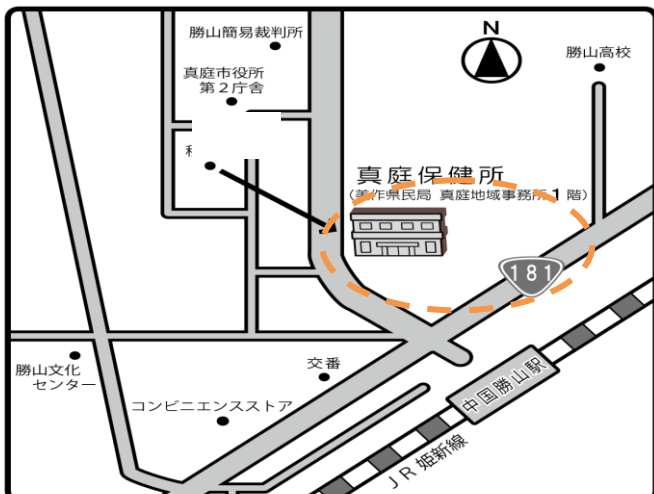 勝山簡易裁判所
N
勝山高校
真庭市役所
第2庁舎
真庭保健所
(美作県民局 真庭地域事務所1階)
181
勝山文化
センター
交番
コンビニエンスストア
中国勝山駅
JR姫新線